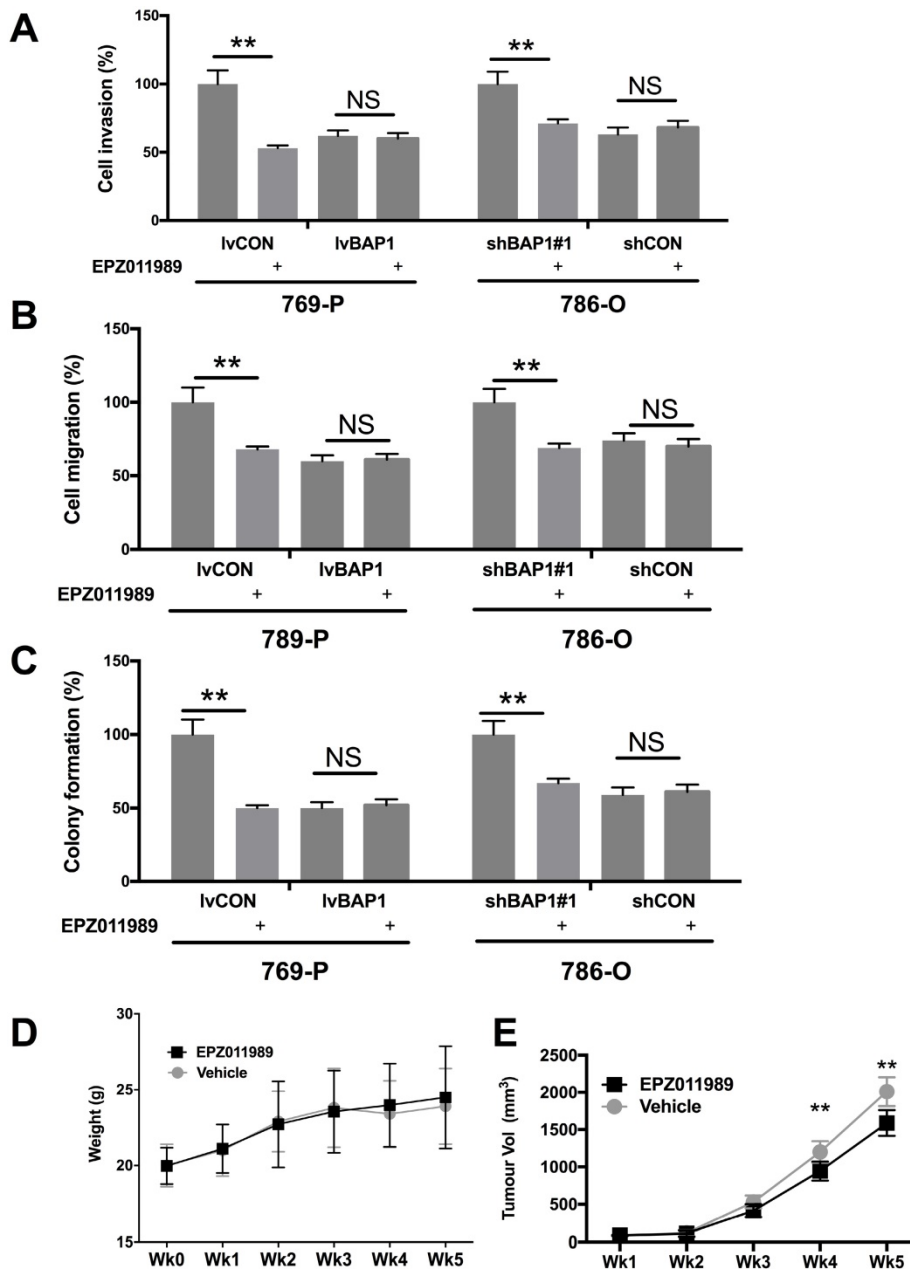 A
Cell invasion (%)
150
100
50
0
** NS ** NS
lvCON lvBAP1 shBAP1#1 shCON
EPZ011989 + + + +
769-P 786-O
B
Cell migration (%)
150
100
50
0
** NS ** NS
lvCON lvBAP1 shBAP1#1 shCON
EPZ011989 + + + +
789-P 786-O
C
Colony formation (%)
150
100
50
0
** NS ** NS
lvCON lvBAP1 shBAP1#1 shCON
EPZ011989 + + + +
769-P 786-O
D
Weight (g)
30
25
20
15
EPZ011989
Vehicle
Wk0 Wk1 Wk2 Wk3 Wk4 Wk5
E
Tumour Vol (mm³)
2500
2000
1500
1000
500
0
EPZ011989
Vehicle
** **
Wk1 Wk2 Wk3 Wk4 Wk5